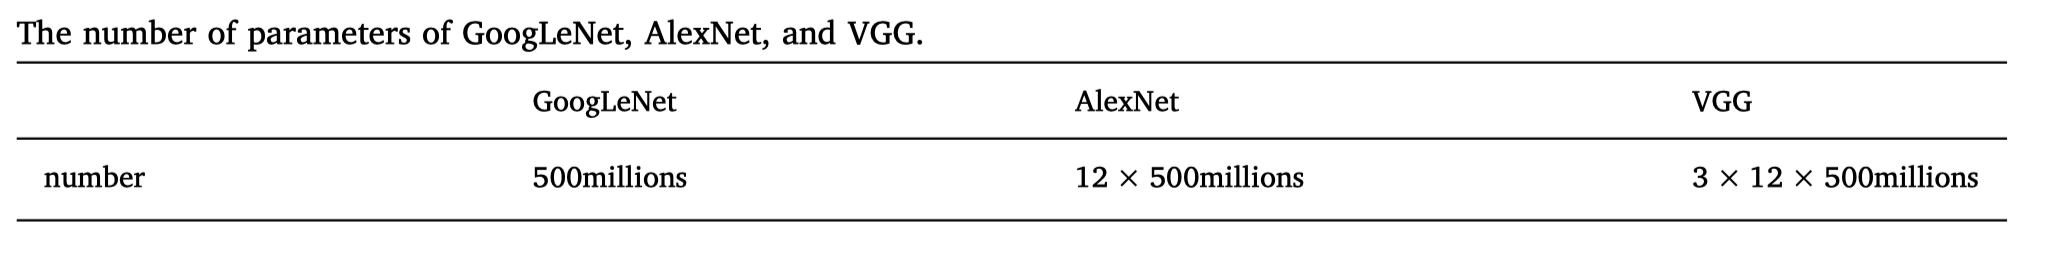 The number of parameters of GoogLeNet, AlexNet, and VGG.
GoogLeNet AlexNet VGG
number 500millions 12 × 500millions 3 × 12 × 500millions